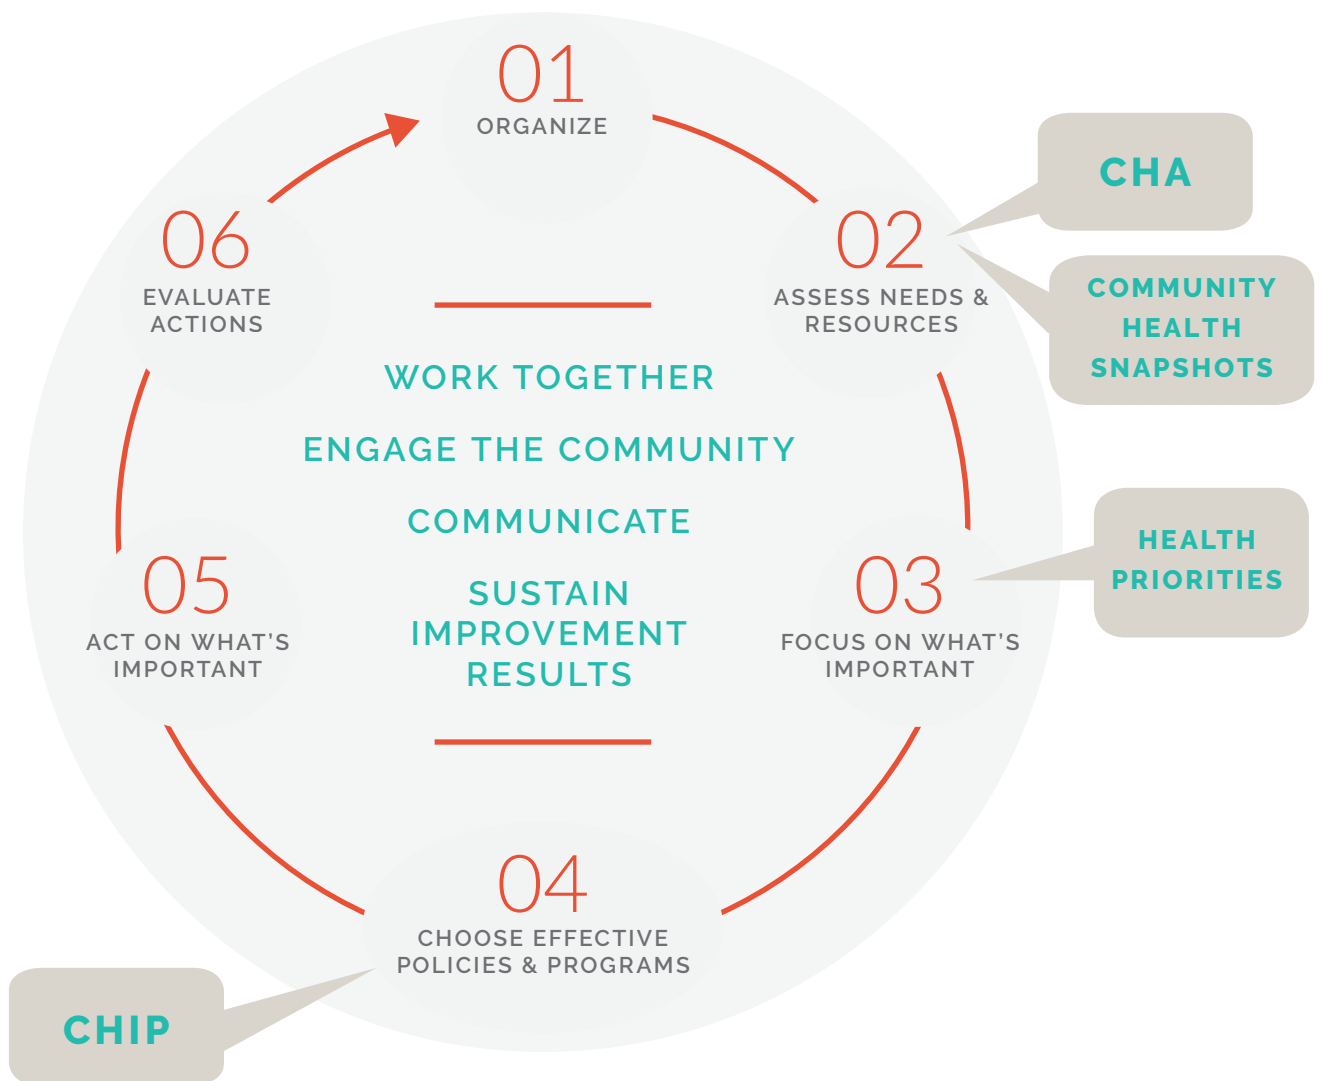 01
ORGANIZE
CHA
02
ASSESS NEEDS &
RESOURCES
COMMUNITY
HEALTH
SNAPSHOTS
HEALTH
PRIORITIES
03
FOCUS ON WHAT'S
IMPORTANT
04
CHOOSE EFFECTIVE
POLICIES & PROGRAMS
CHIP
05
ACT ON WHAT'S
IMPORTANT
06
EVALUATE
ACTIONS
WORK TOGETHER
ENGAGE THE COMMUNITY
COMMUNICATE
SUSTAIN
IMPROVEMENT
RESULTS